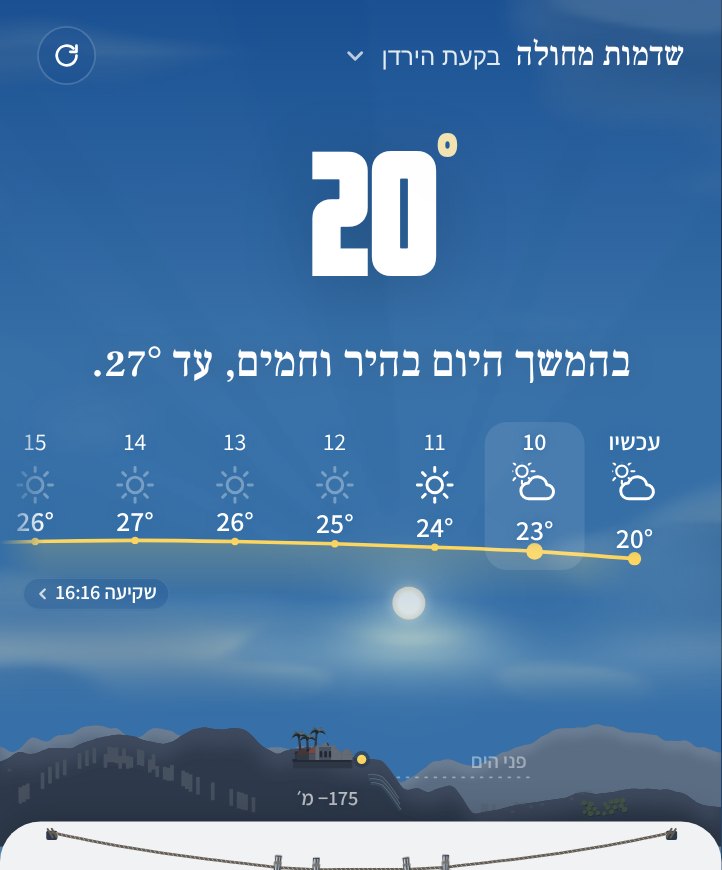 שדמות מחולה בקעת הירדן
20°
בהמשך היום בהיר וחמים, עד 27°.
עכשיו 10 11 12 13 14 15
20° 23° 24° 25° 26° 27° 26°
שקיעה 16:16
פני הים
−175 מ׳